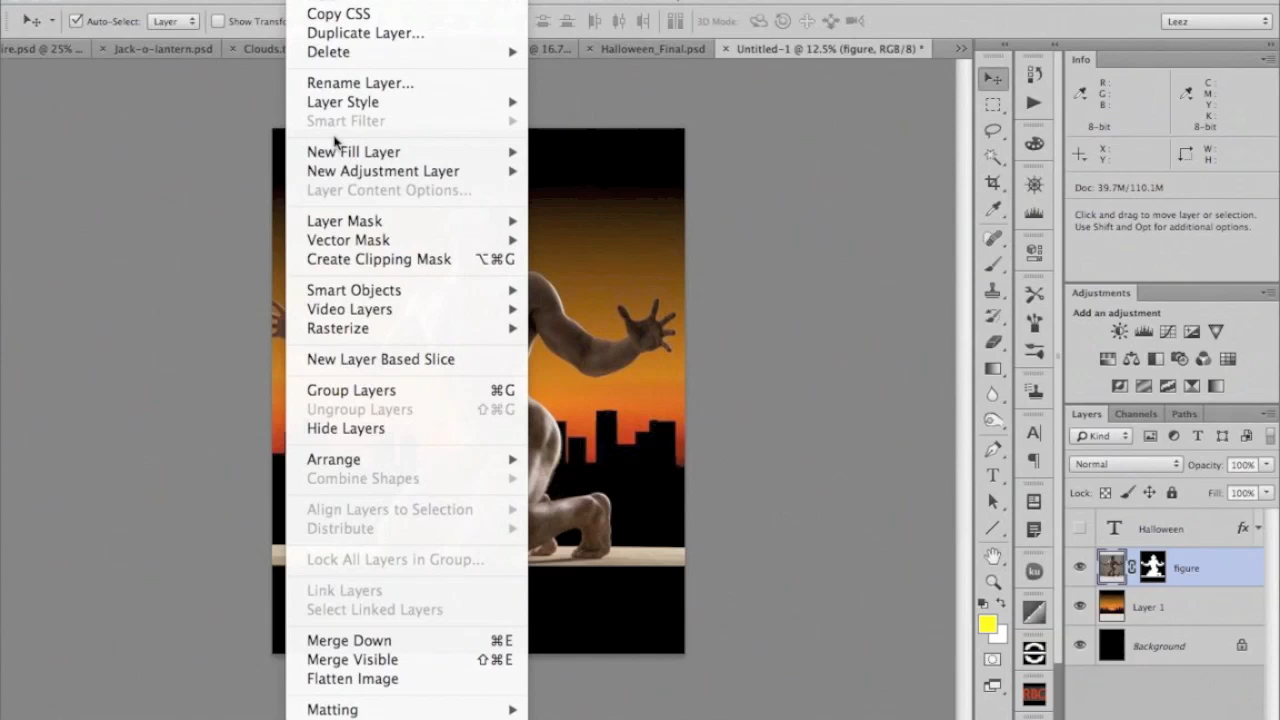 Auto-Select:
Layer
Show Transfo
3D Mode:
Leez
ire.psd @ 25% ...
Jack-o-lantern.psd
Clouds.t
@ 16.7...
Halloween_Final.psd
Untitled-1 @ 12.5% (figure, RGB/8) *
Copy CSS
Duplicate Layer...
Delete
Rename Layer...
Layer Style
Smart Filter
New Fill Layer
New Adjustment Layer
Layer Content Options...
Layer Mask
Vector Mask
Create Clipping Mask ⌥⌘G
Smart Objects
Video Layers
Rasterize
New Layer Based Slice
Group Layers ⌘G
Ungroup Layers ⇧⌘G
Hide Layers
Arrange
Combine Shapes
Align Layers to Selection
Distribute
Lock All Layers in Group...
Link Layers
Select Linked Layers
Merge Down ⌘E
Merge Visible ⇧⌘E
Flatten Image
Matting
A|
T
ku
RBG
Info
R: C:
G: M:
B: Y:
K:
8-bit 8-bit
X: W:
Y: H:
Doc: 39.7M/110.1M
Click and drag to move layer or selection.
Use Shift and Opt for additional options.
Adjustments
Add an adjustment
Layers Channels Paths
Kind
T
Normal Opacity: 100%
Lock: Fill: 100%
T Halloween fx
figure
Layer 1
Background